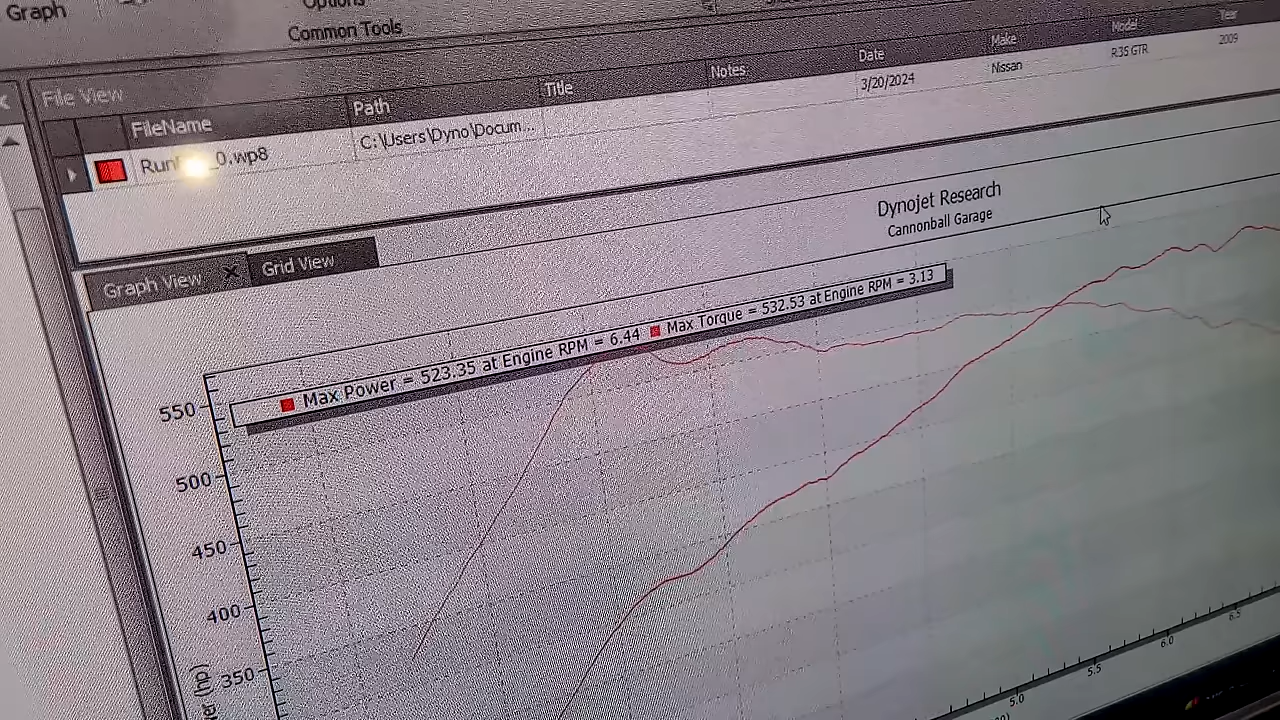 Graph
Options
Common Tools
File View
FileName Path Title Notes Date Make Model Year
_0.wp8 C:\Users\Dyno\Docum... 3/20/2024 Nissan R35 GTR 2009
Dynojet Research
Cannonball Garage
Graph View Grid View
Max Power = 523.35 at Engine RPM = 6.44 Max Torque = 532.53 at Engine RPM = 3.13
550
500
450
400
350
(hp)
5.0 5.5 6.0 6.5